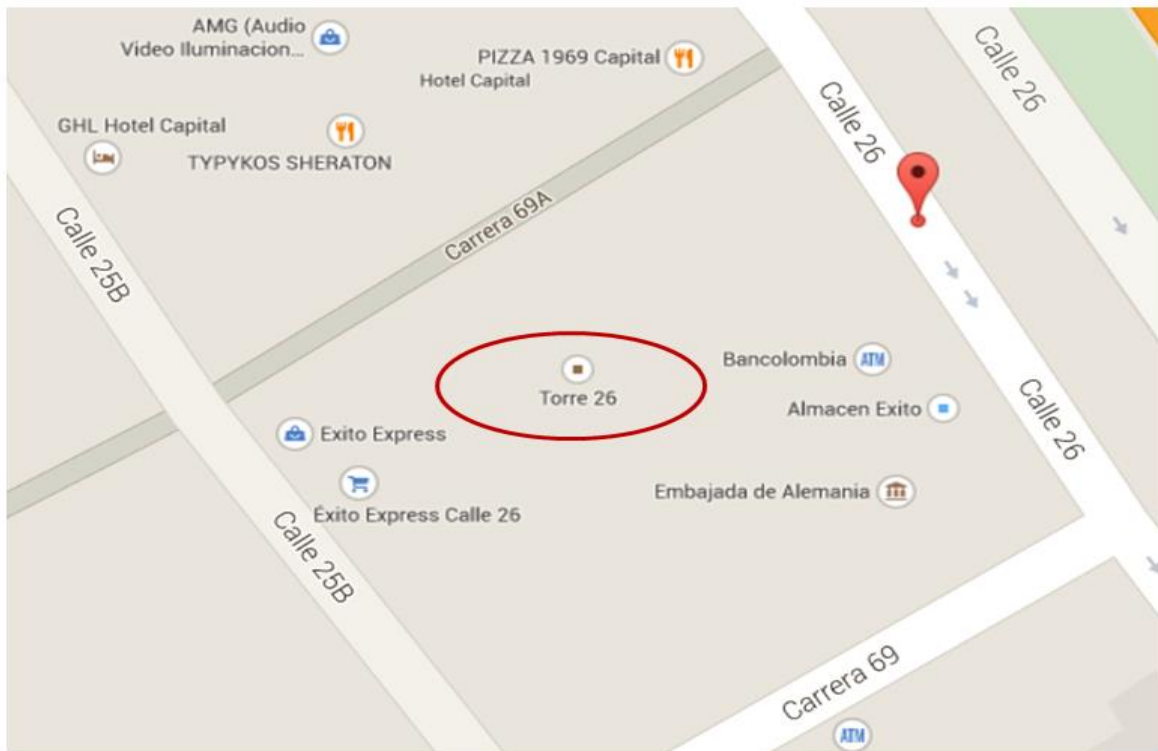 AMG (Audio
Video Iluminacion...
PIZZA 1969 Capital
Hotel Capital
Calle 26
Calle 26
GHL Hotel Capital
TYPYKOS SHERATON
Carrera 69A
Calle 25B
Bancolombia
ATM
Torre 26
Almacen Exito
Calle 26
Exito Express
Embajada de Alemania
Éxito Express Calle 26
Calle 25B
Carrera 69
ATM